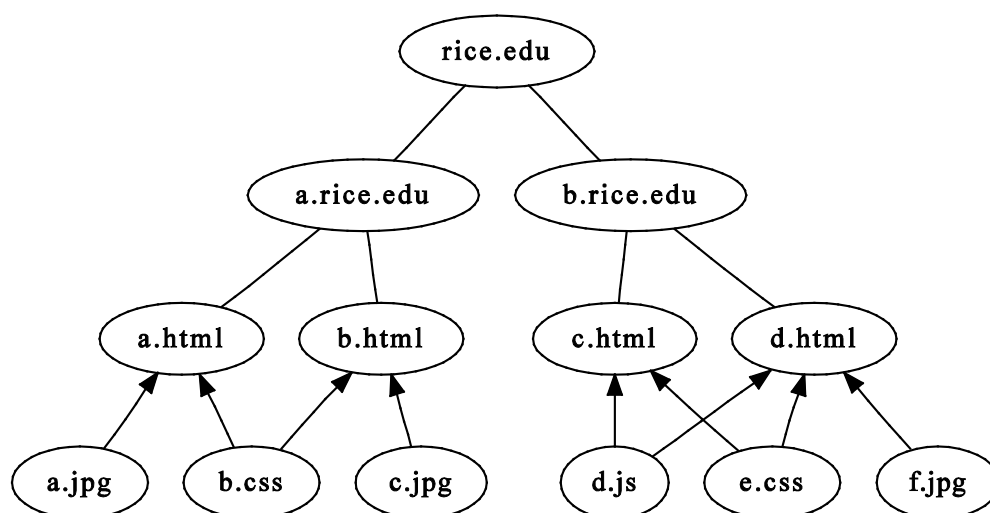 rice.edu
a.rice.edu
b.rice.edu
a.html
b.html
c.html
d.html
a.jpg
b.css
c.jpg
d.js
e.css
f.jpg